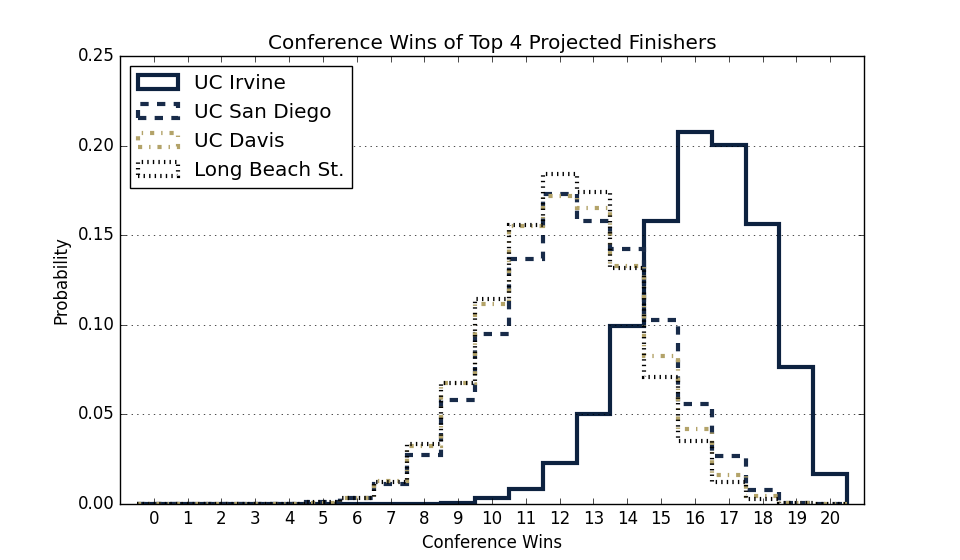 Conference Wins of Top 4 Projected Finishers
0.25
UC Irvine
UC San Diego
UC Davis
Long Beach St.
0.20
0.15
0.10
0.05
0.00
Probability
0 1 2 3 4 5 6 7 8 9 10 11 12 13 14 15 16 17 18 19 20
Conference Wins